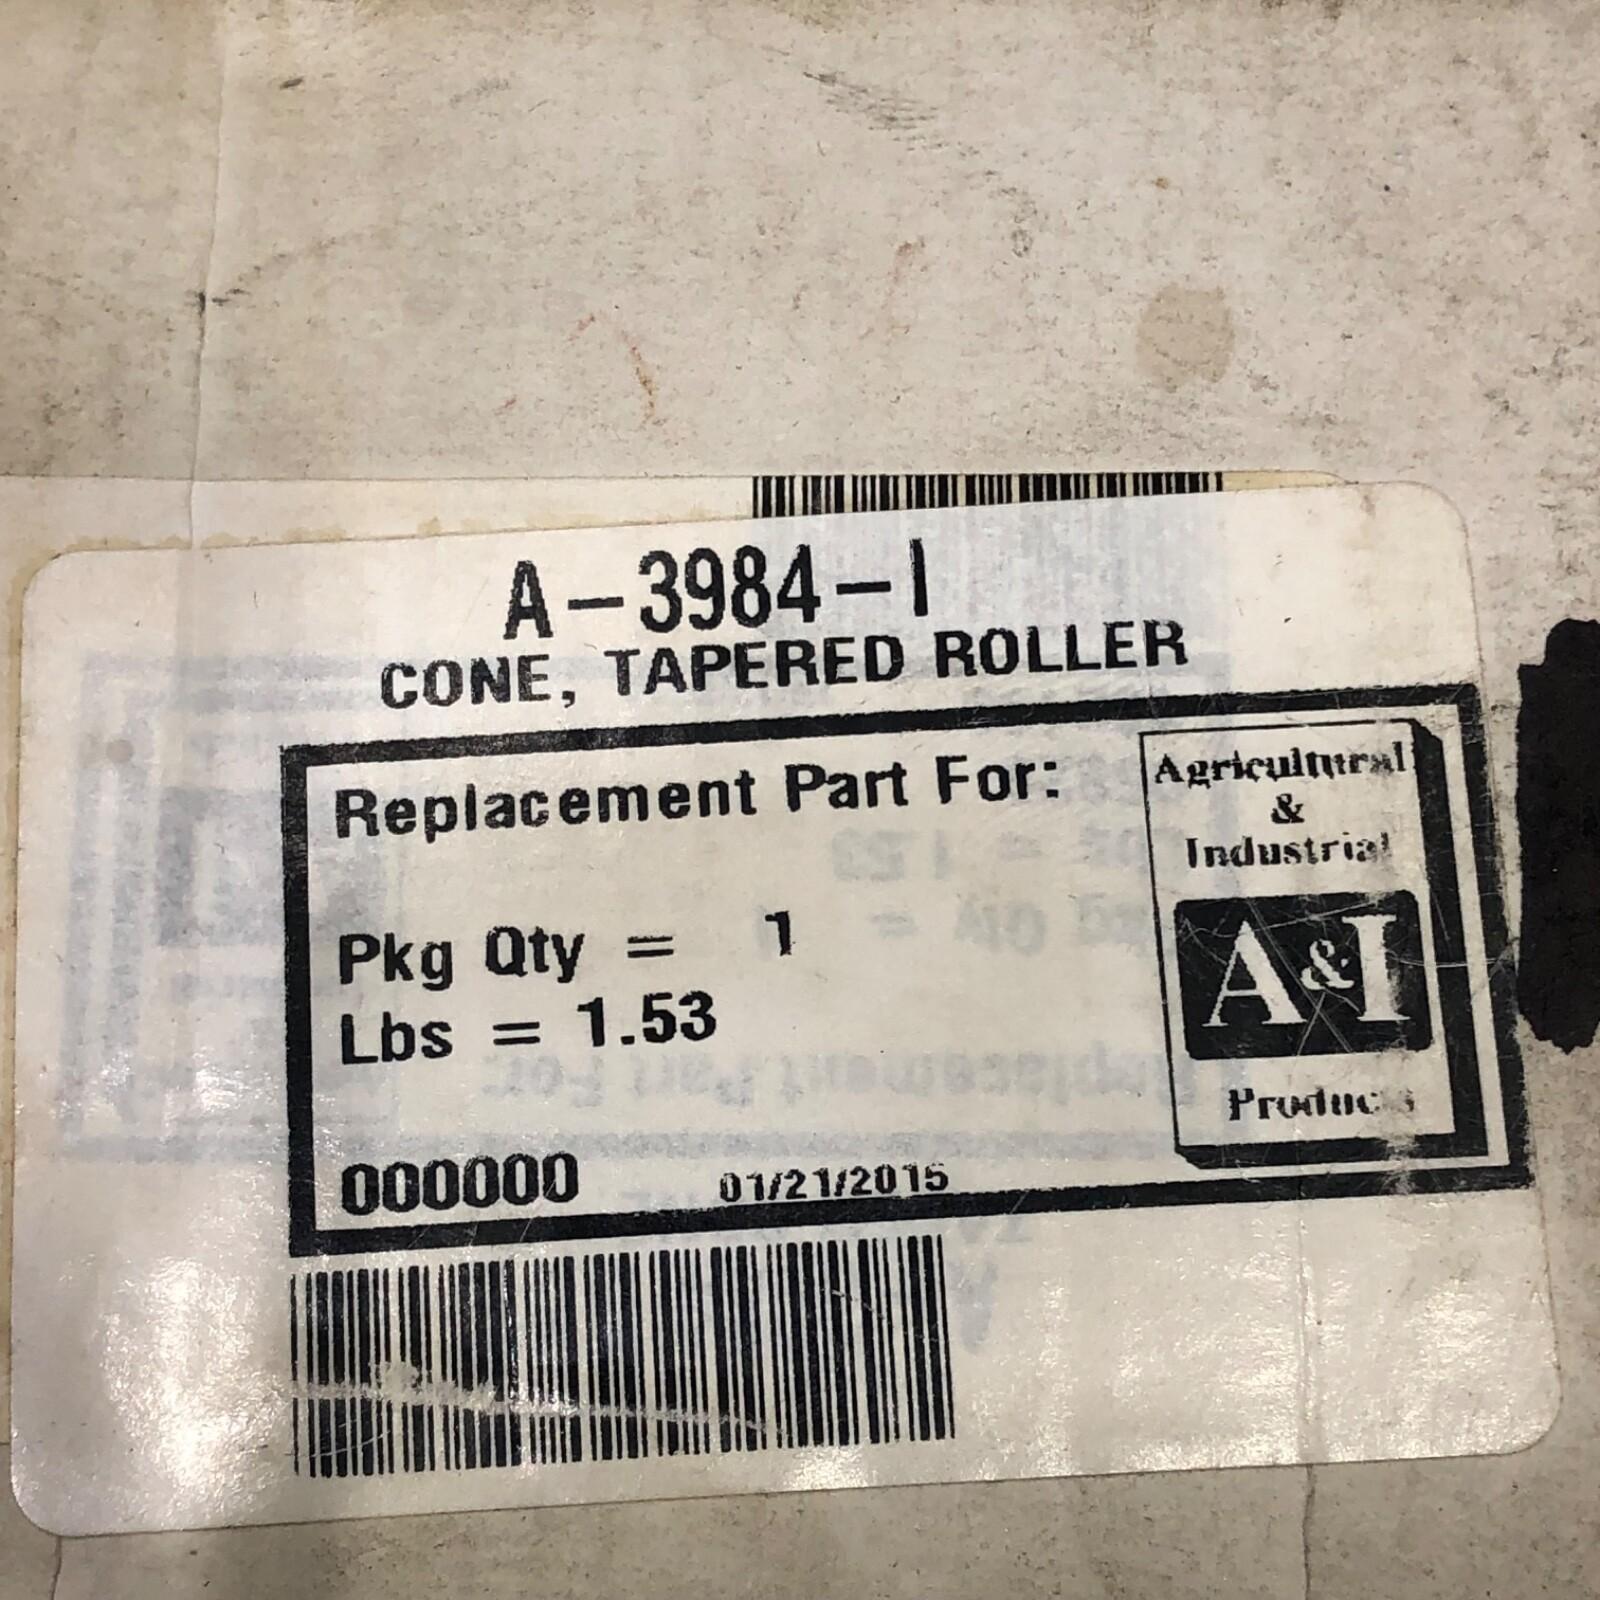 A-3984-I
CONE, TAPERED ROLLER
Replacement Part For:
Pkg Qty = 1
Lbs = 1.53
000000 01/21/2015
Agricultural
&
Industrial
A&I
Products